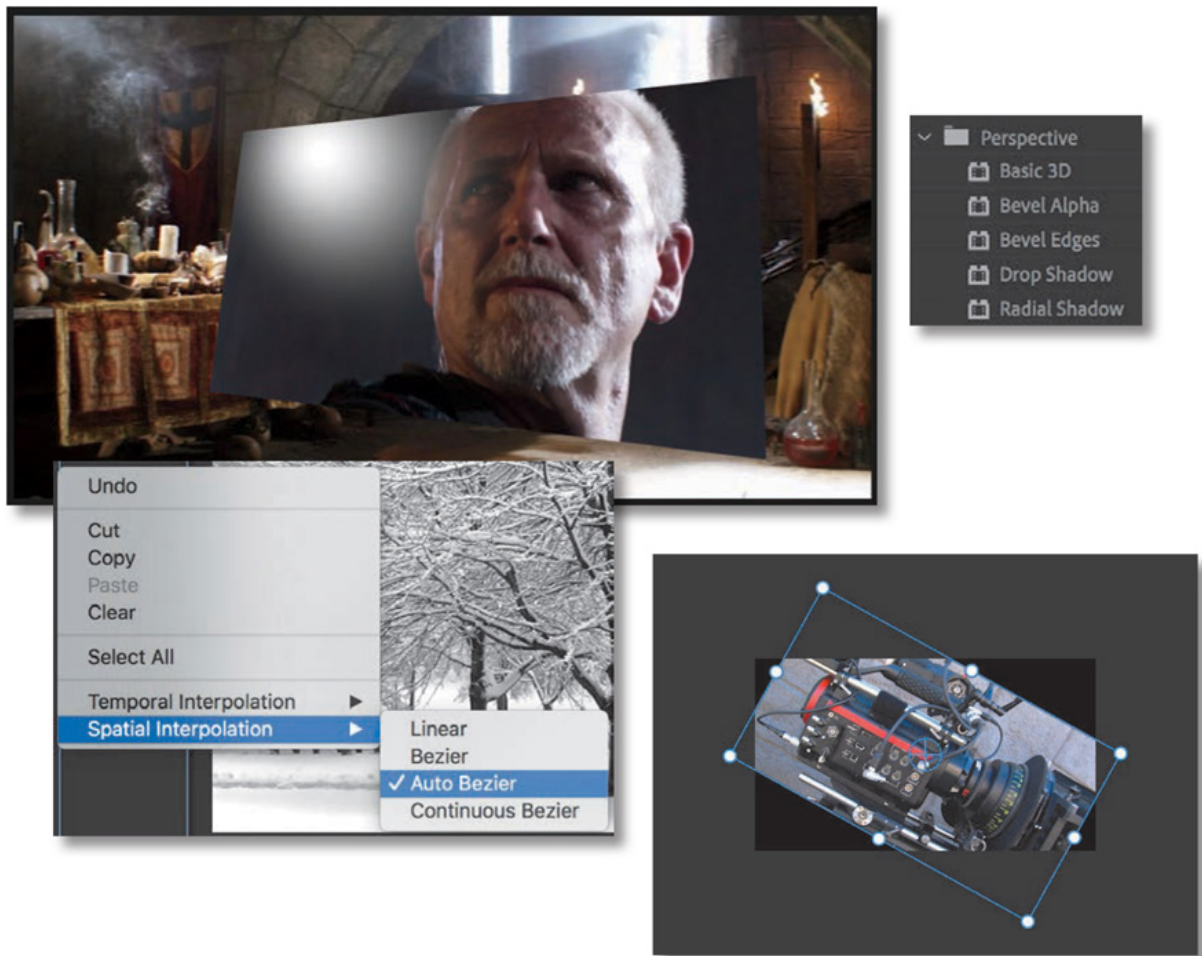 Perspective
Basic 3D
Bevel Alpha
Bevel Edges
Drop Shadow
Radial Shadow
Undo
Cut
Copy
Paste
Clear
Select All
Temporal Interpolation
Spatial Interpolation
Linear
Bezier
Auto Bezier
Continuous Bezier